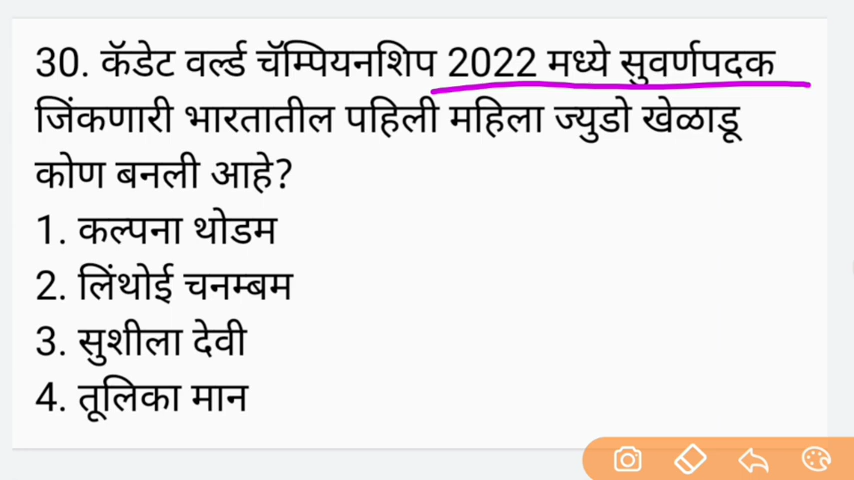 30. कॅडेट वर्ल्ड चॅम्पियनशिप 2022 मध्ये सुवर्णपदक
जिंकणारी भारतातील पहिली महिला ज्युडो खेळाडू
कोण बनली आहे?
1. कल्पना थोडम
2. लिंथोई चनम्बम
3. सुशीला देवी
4. तूलिका मान